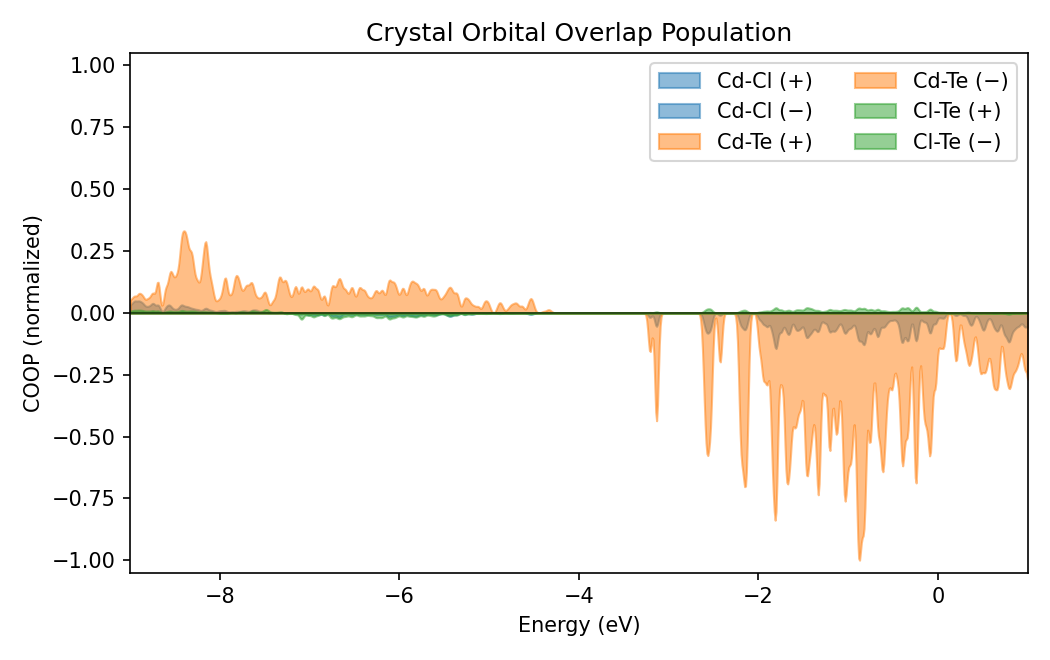 Crystal Orbital Overlap Population
COOP (normalized)
1.00
0.75
0.50
0.25
0.00
−0.25
−0.50
−0.75
−1.00
Cd-Cl (+)
Cd-Cl (−)
Cd-Te (+)
Cd-Te (−)
Cl-Te (+)
Cl-Te (−)
−8
−6
−4
−2
0
Energy (eV)